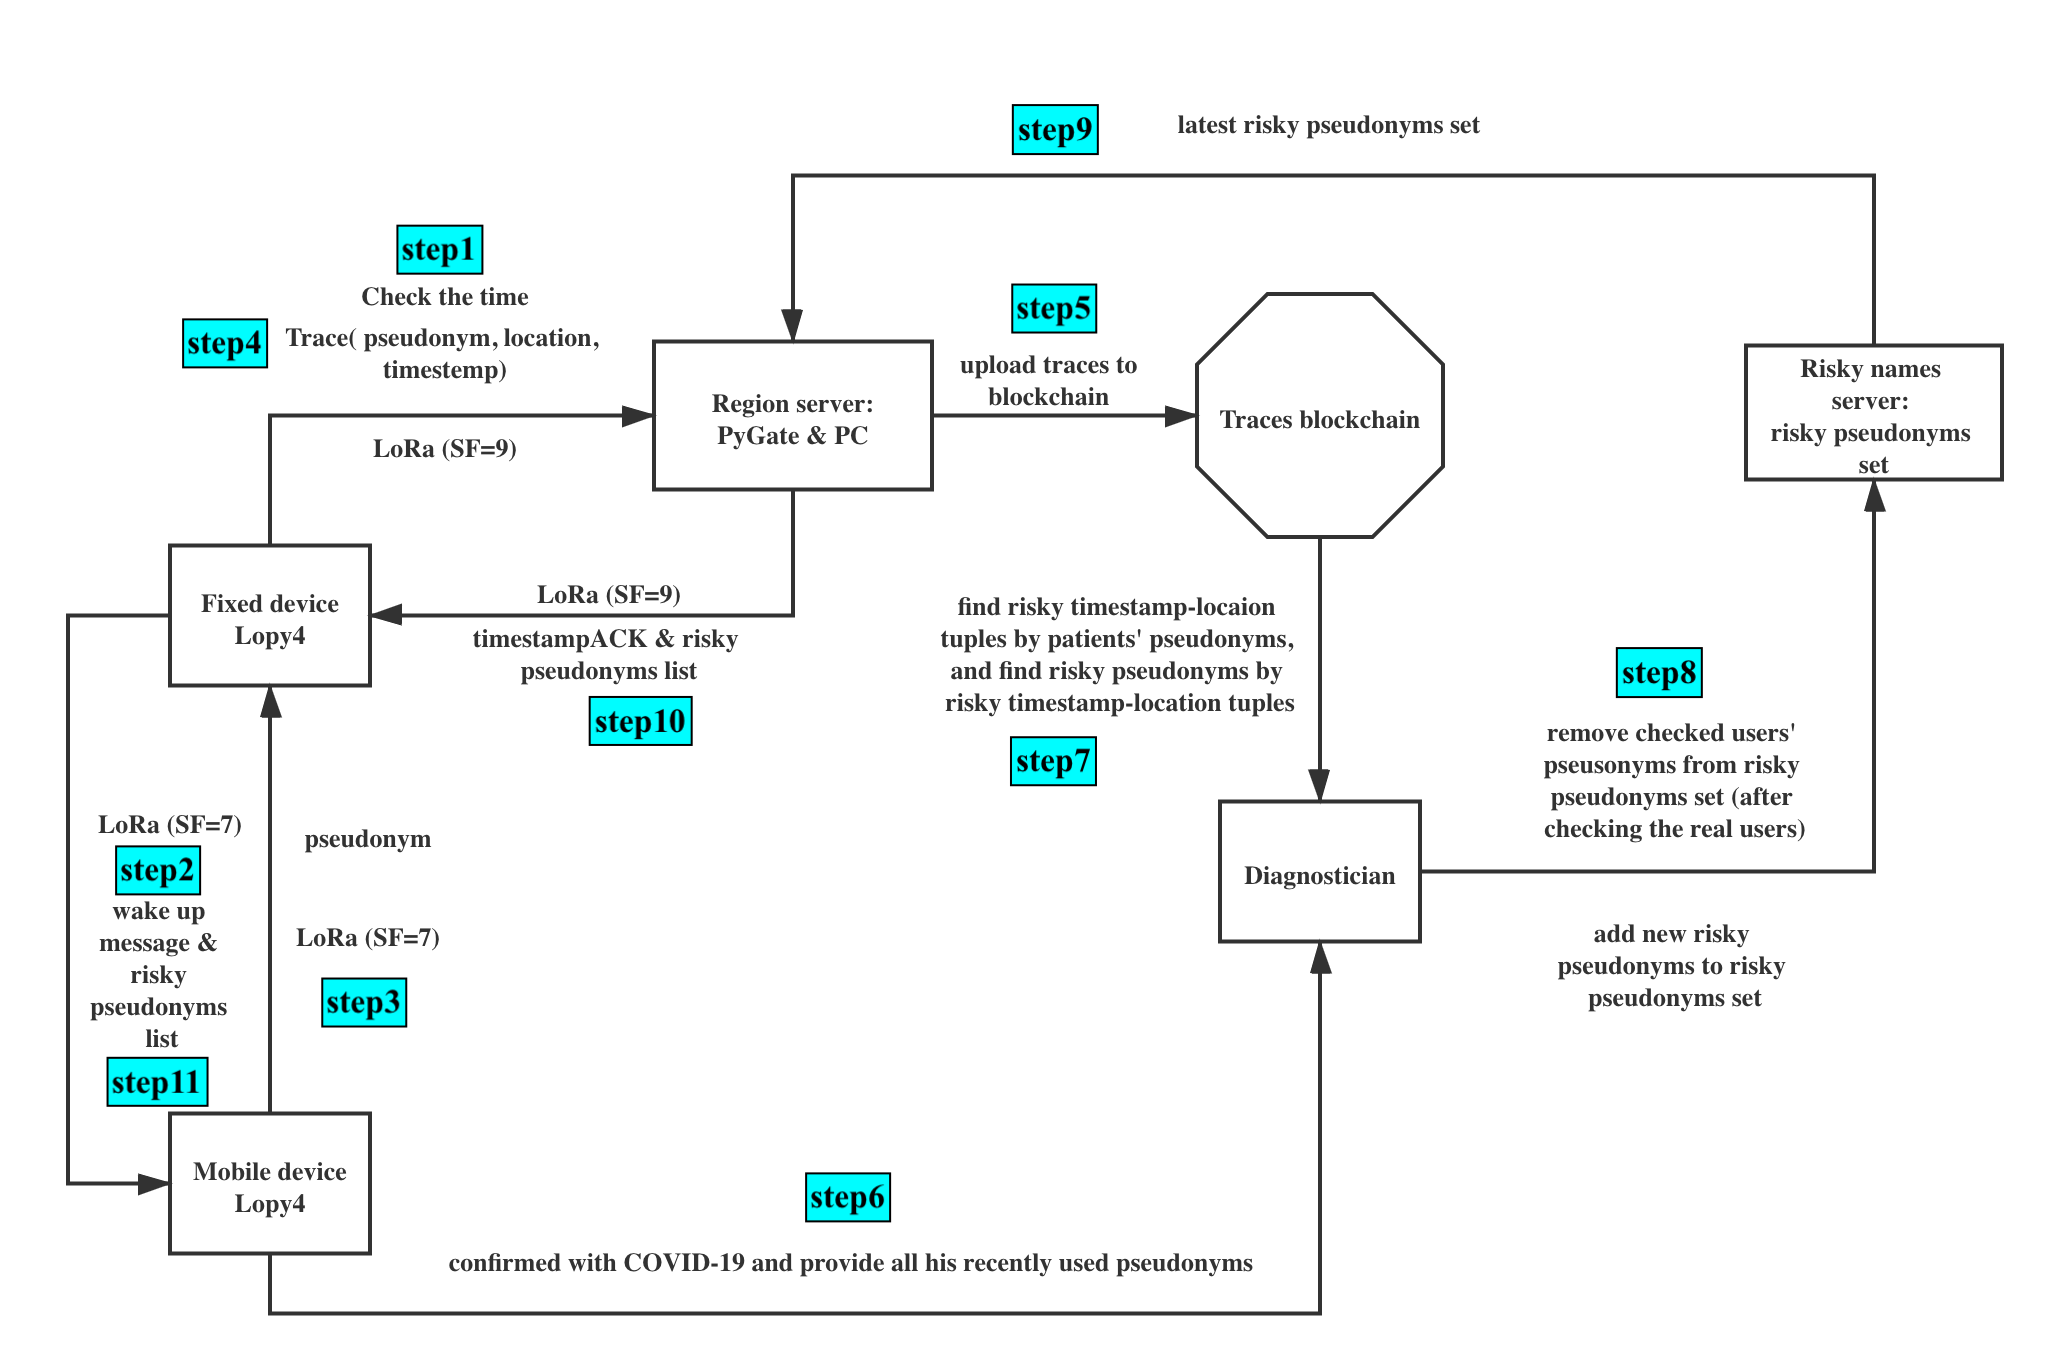 step9
latest risky pseudonyms set
step1
Check the time
step4
Trace( pseudonym, location,
timestemp)
LoRa (SF=9)
Region server:
PyGate & PC
step5
upload traces to
blockchain
Traces blockchain
Risky names
server:
risky pseudonyms
set
Fixed device
Lopy4
LoRa (SF=9)
timestampACK & risky
pseudonyms list
step10
find risky timestamp-locaion
tuples by patients' pseudonyms,
and find risky pseudonyms by
risky timestamp-location tuples
step7
step8
remove checked users'
pseusonyms from risky
pseudonyms set (after
checking the real users)
LoRa (SF=7)
step2
wake up
message &
risky
pseudonyms
list
step11
pseudonym
LoRa (SF=7)
step3
Diagnostician
add new risky
pseudonyms to risky
pseudonyms set
Mobile device
Lopy4
step6
confirmed with COVID-19 and provide all his recently used pseudonyms